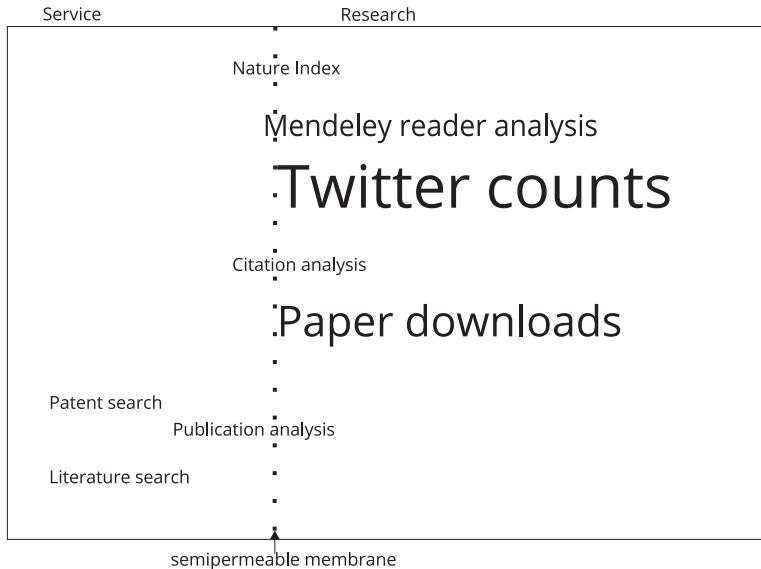 Service
Research
Nature Index
Mendeley reader analysis
Twitter counts
Citation analysis
Paper downloads
Patent search
Publication analysis
Literature search
semipermeable membrane